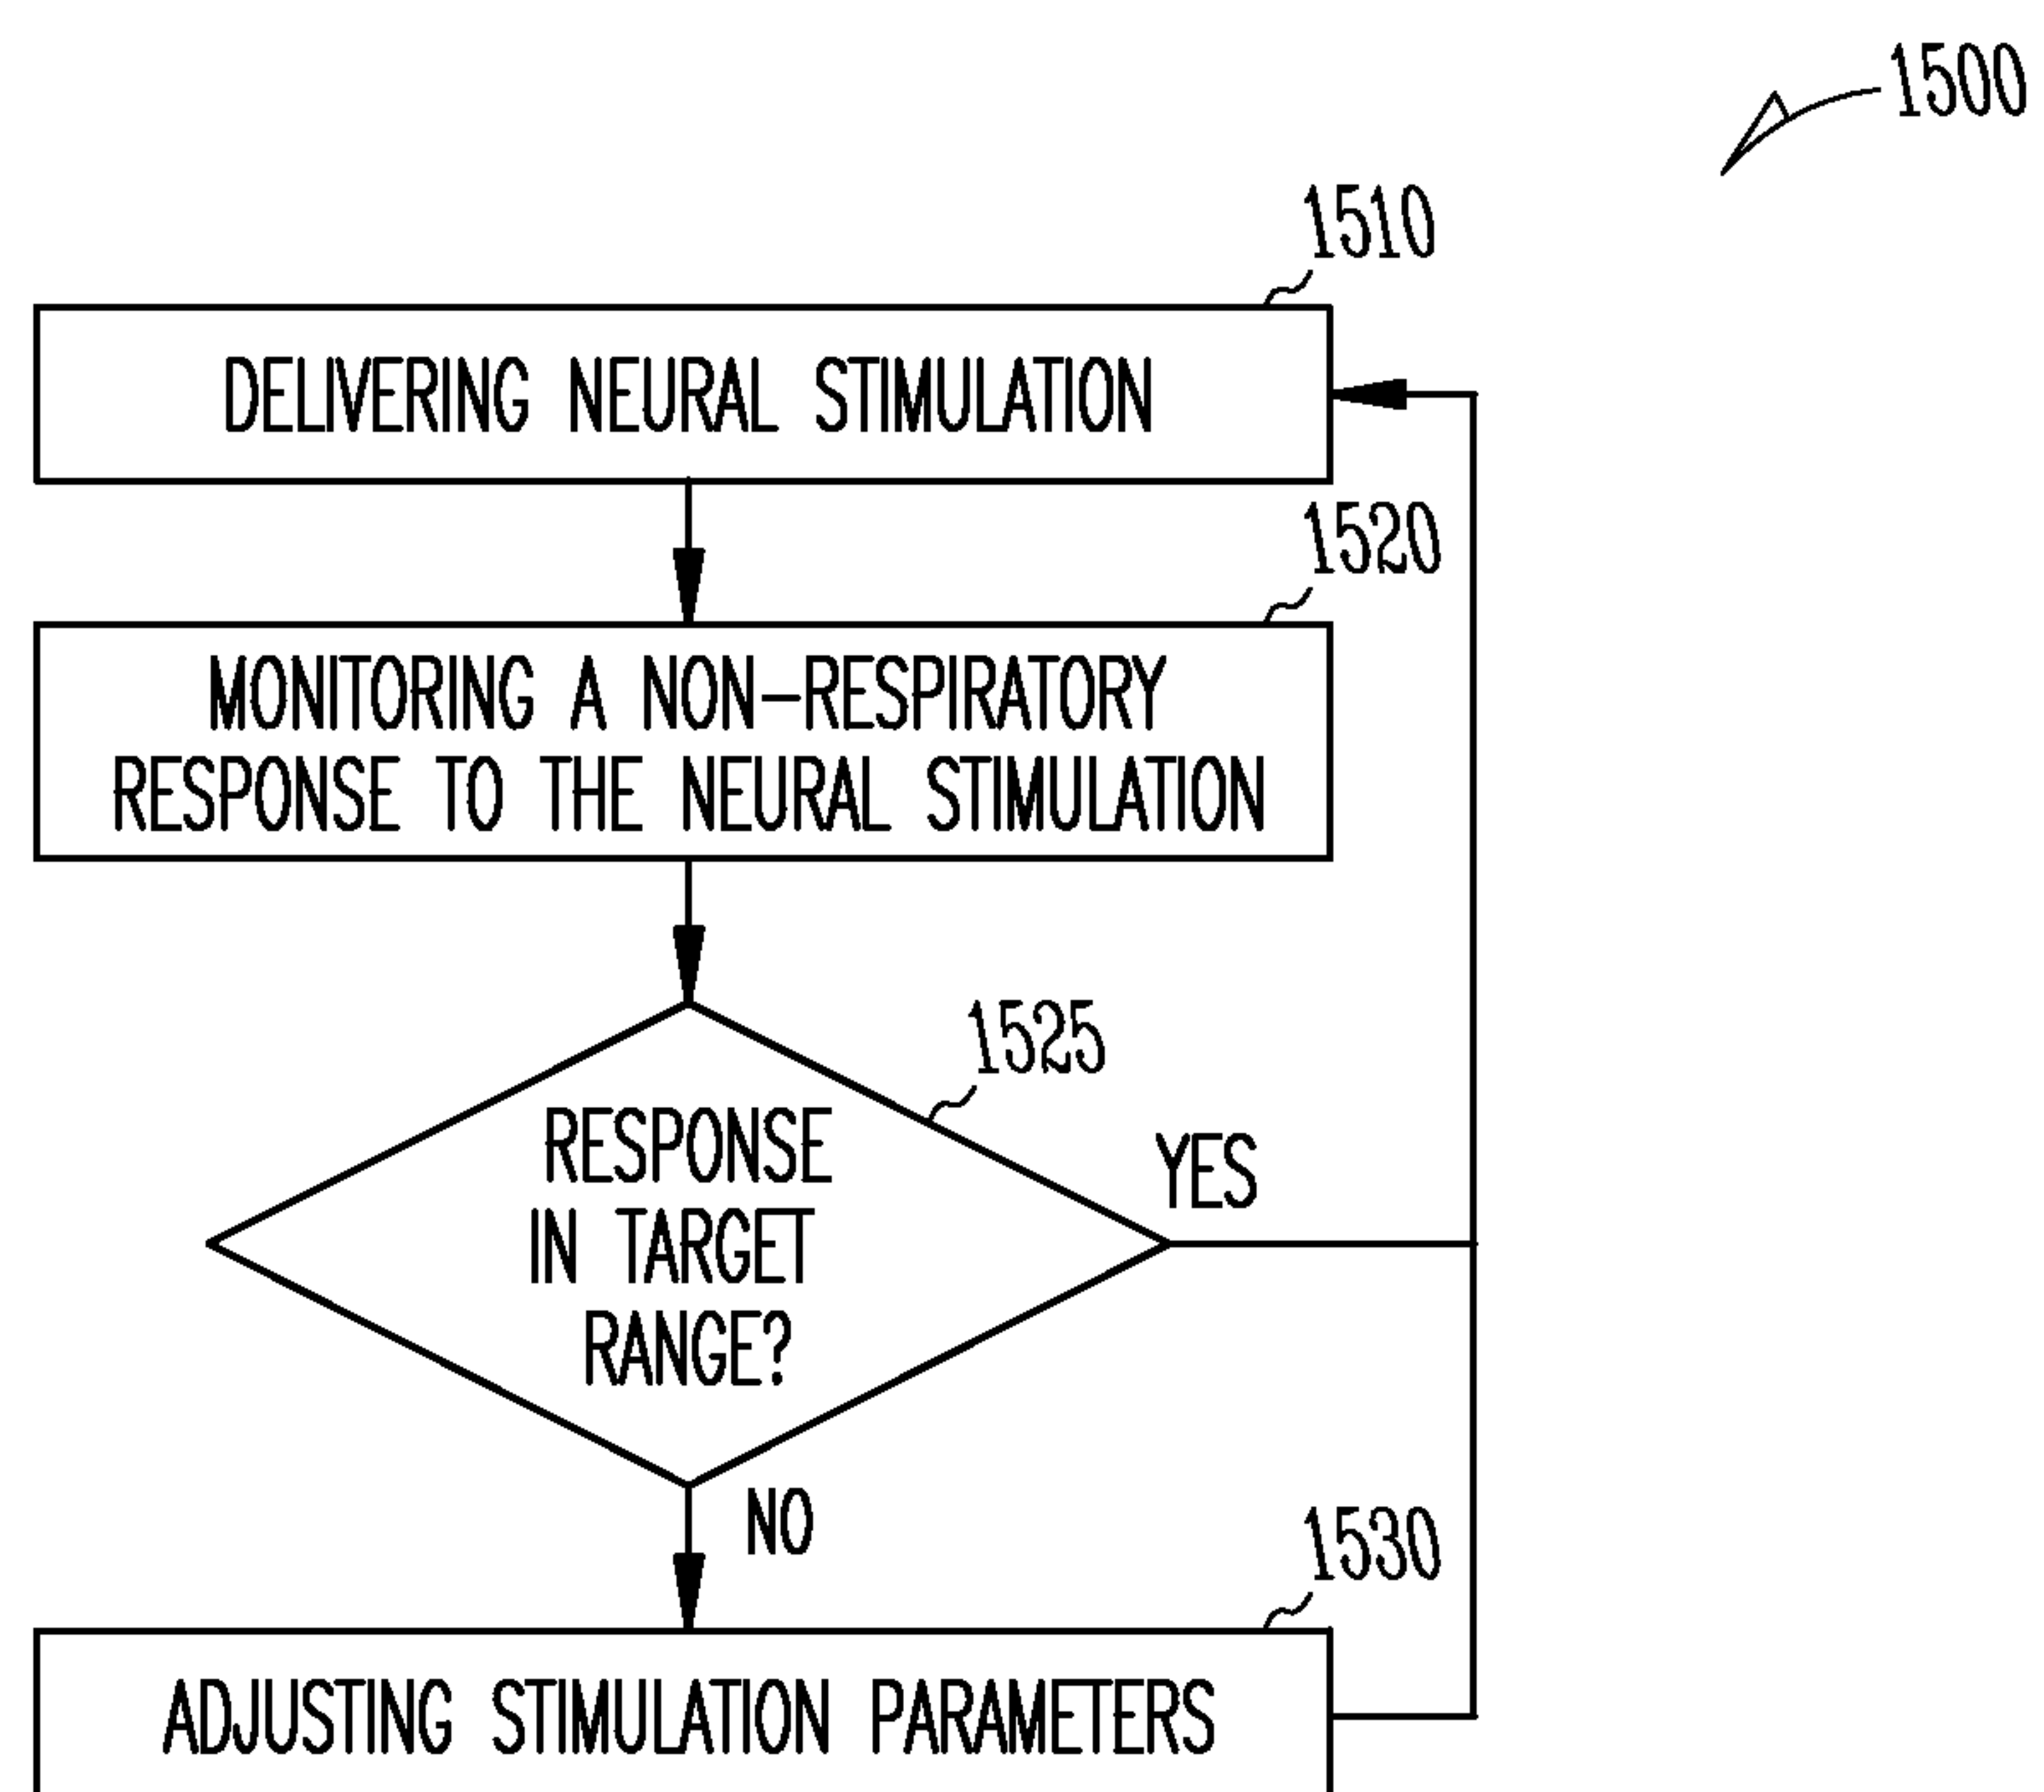 1500
1510
DELIVERING NEURAL STIMULATION
1520
MONITORING A NON-RESPIRATORY
RESPONSE TO THE NEURAL STIMULATION
1525
RESPONSE
IN TARGET
RANGE?
YES
NO
1530
ADJUSTING STIMULATION PARAMETERS